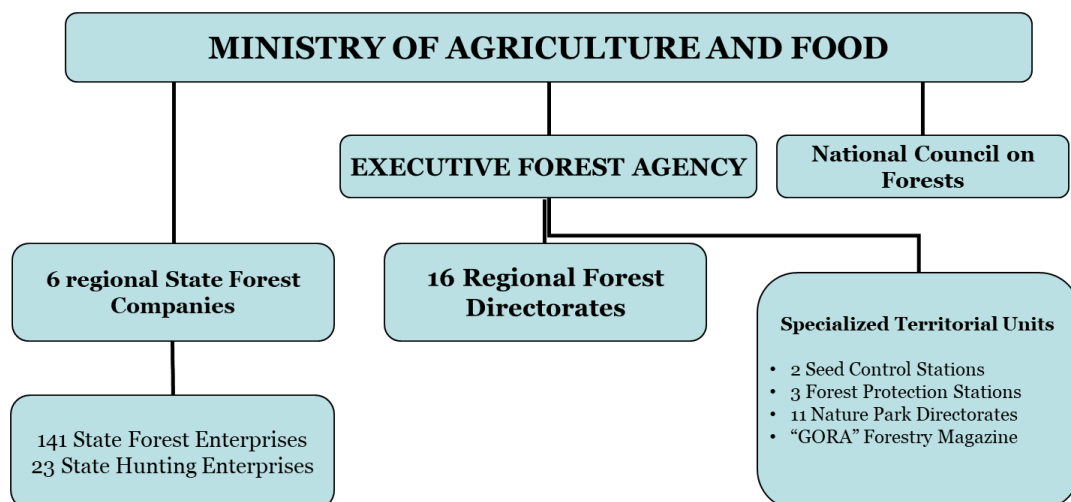 MINISTRY OF AGRICULTURE AND FOOD
EXECUTIVE FOREST AGENCY
National Council on
Forests
6 regional State Forest
Companies
16 Regional Forest
Directorates
Specialized Territorial Units
• 2 Seed Control Stations
• 3 Forest Protection Stations
• 11 Nature Park Directorates
• “GORA” Forestry Magazine
141 State Forest Enterprises
23 State Hunting Enterprises